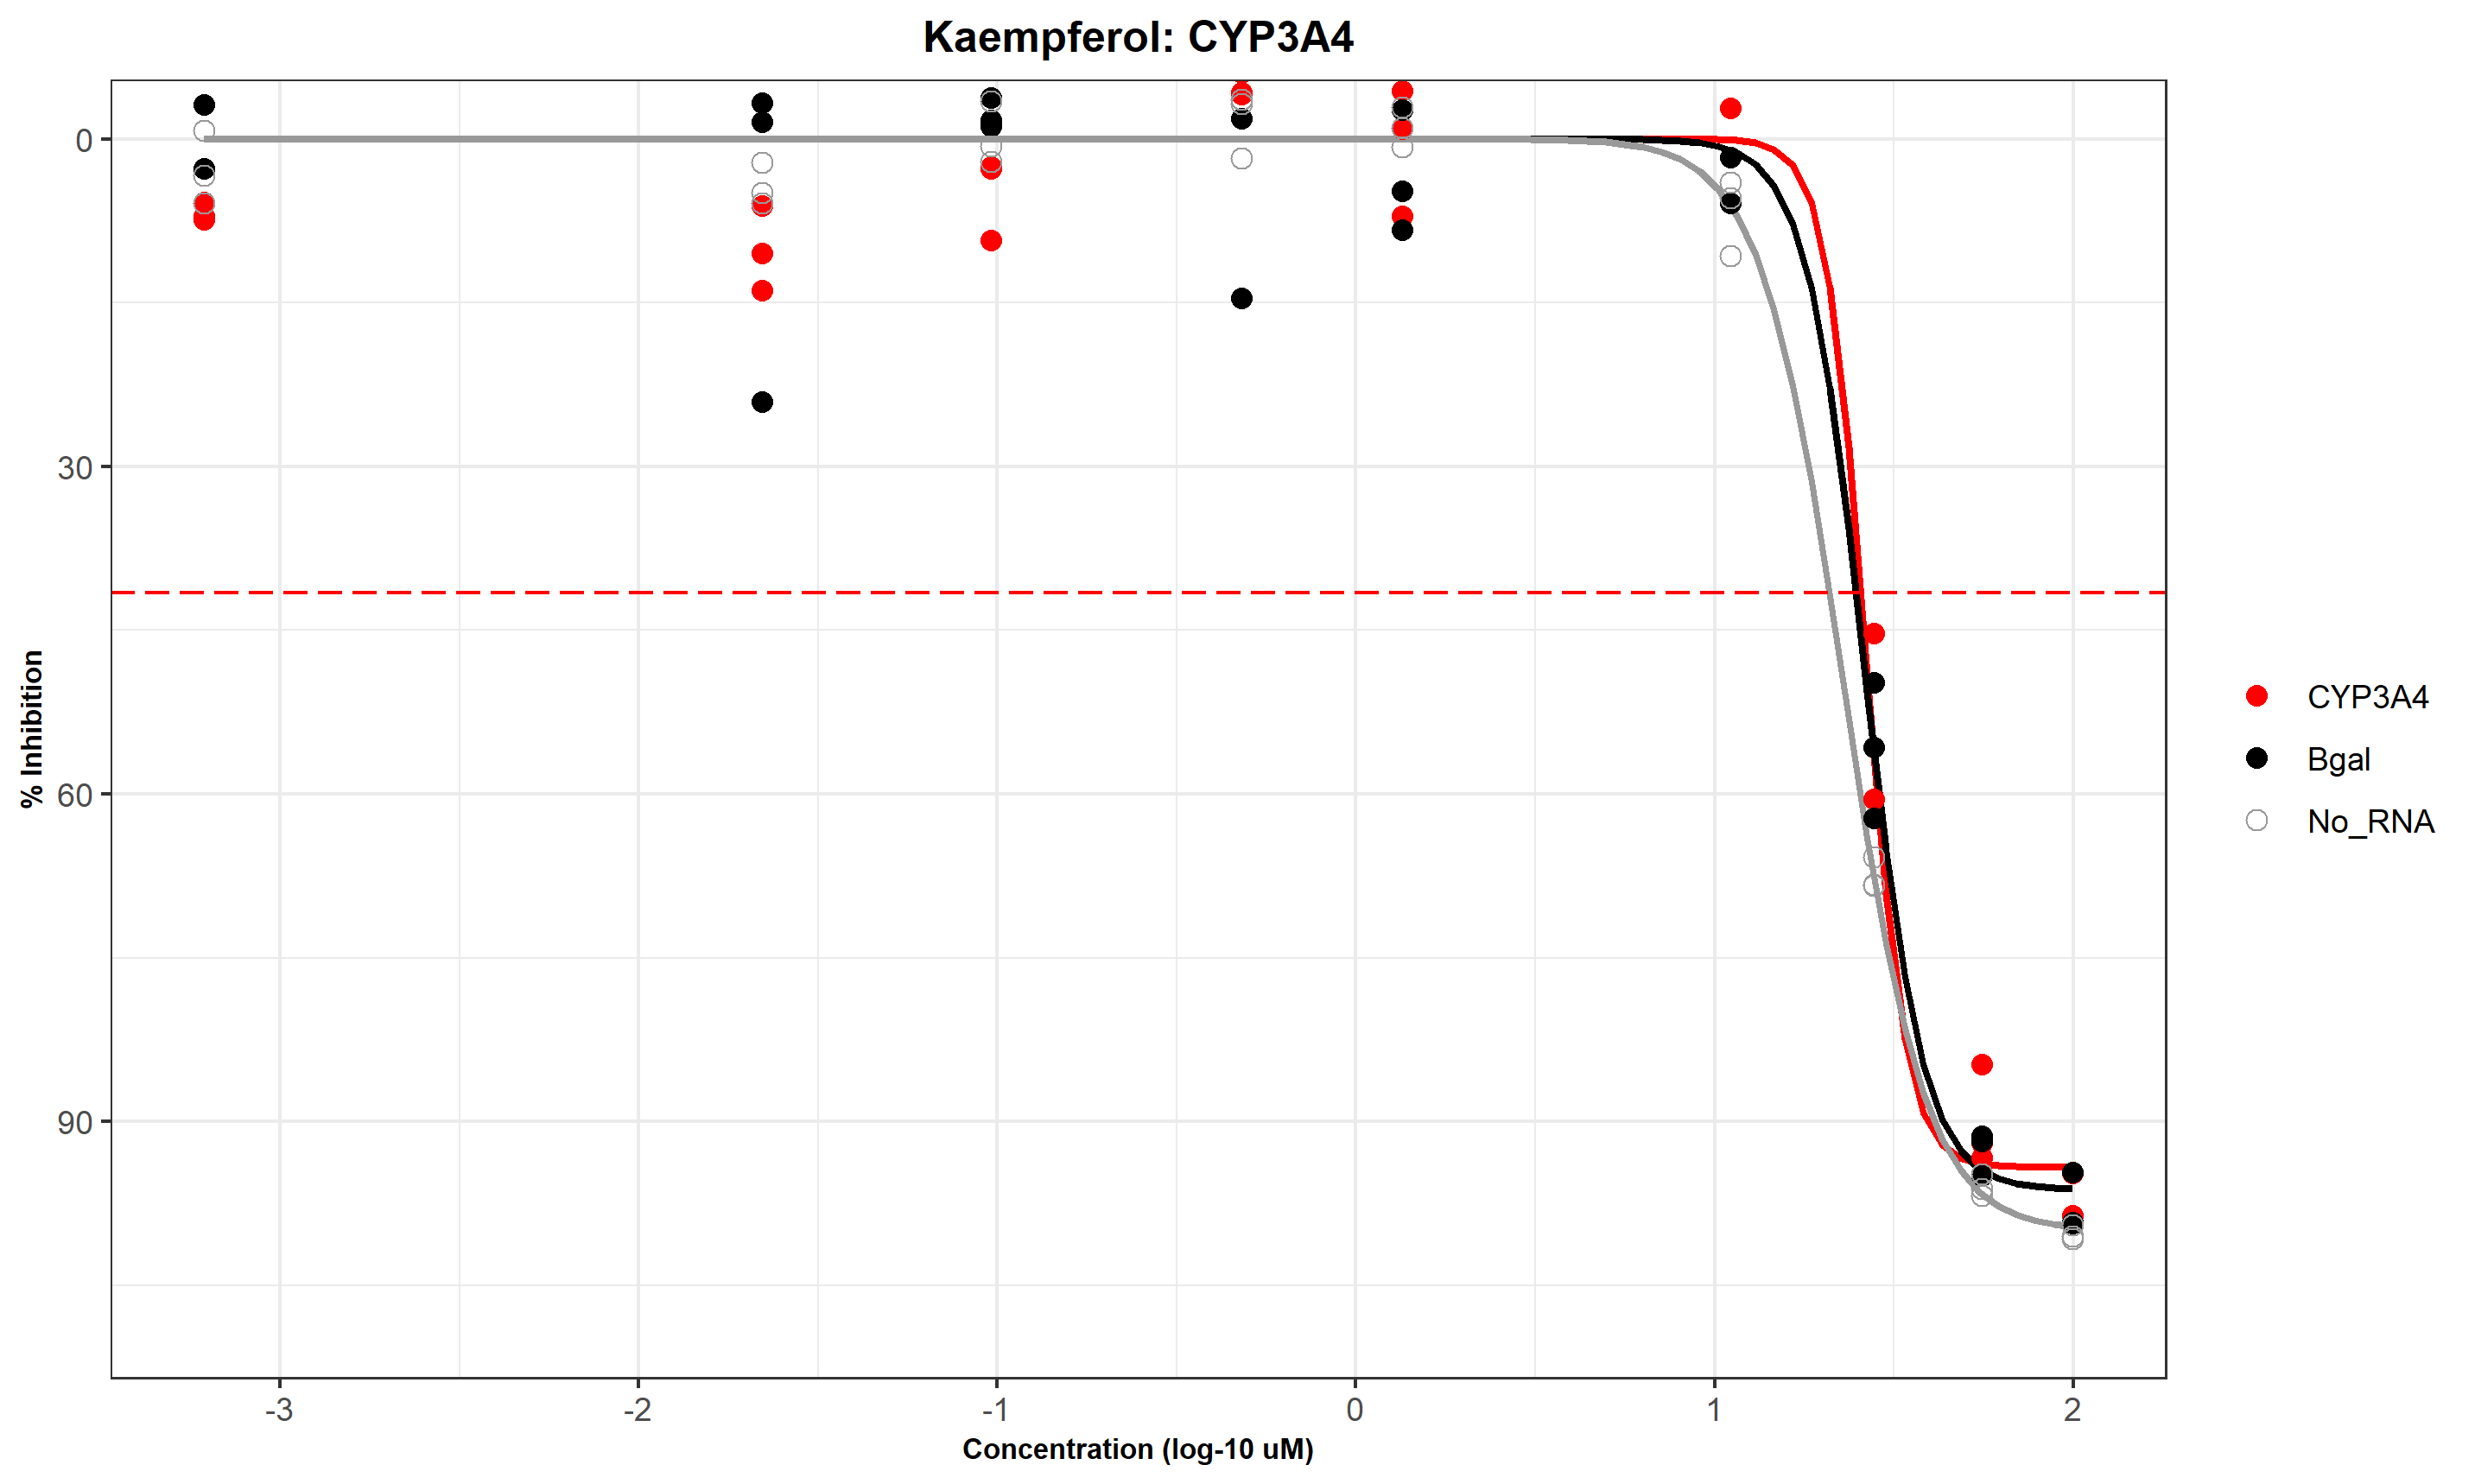 Kaempferol: CYP3A4
% Inhibition
0
30
60
90
-3
-2
-1
0
1
2
Concentration (log-10 uM)
CYP3A4
Bgal
No_RNA